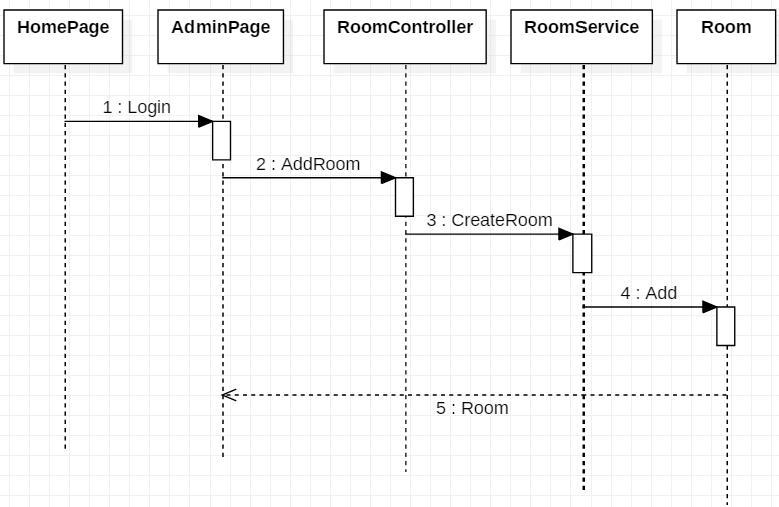 HomePage
AdminPage
RoomController
RoomService
Room
1 : Login
2 : AddRoom
3 : CreateRoom
4 : Add
5 : Room